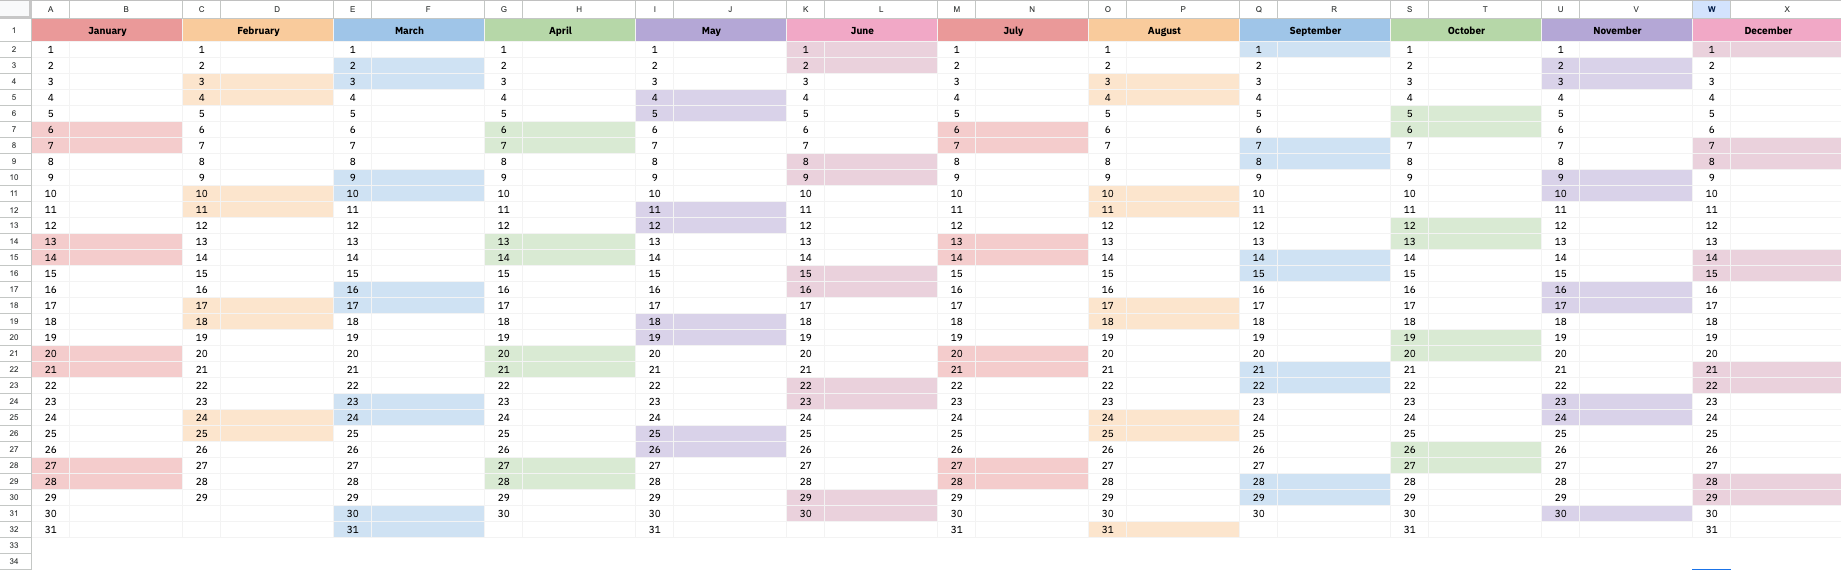 A B C D E F G H I J K L M N O P Q R S T U V W X
1 January February March April May June July August September October November December
2 1 1 1 1 1 1 1 1 1 1 1 1
3 2 2 2 2 2 2 2 2 2 2 2 2
4 3 3 3 3 3 3 3 3 3 3 3 3
5 4 4 4 4 4 4 4 4 4 4 4 4
6 5 5 5 5 5 5 5 5 5 5 5 5
7 6 6 6 6 6 6 6 6 6 6 6 6
8 7 7 7 7 7 7 7 7 7 7 7 7
9 8 8 8 8 8 8 8 8 8 8 8 8
10 9 9 9 9 9 9 9 9 9 9 9 9
11 10 10 10 10 10 10 10 10 10 10 10 10
12 11 11 11 11 11 11 11 11 11 11 11 11
13 12 12 12 12 12 12 12 12 12 12 12 12
14 13 13 13 13 13 13 13 13 13 13 13 13
15 14 14 14 14 14 14 14 14 14 14 14 14
16 15 15 15 15 15 15 15 15 15 15 15 15
17 16 16 16 16 16 16 16 16 16 16 16 16
18 17 17 17 17 17 17 17 17 17 17 17 17
19 18 18 18 18 18 18 18 18 18 18 18 18
20 19 19 19 19 19 19 19 19 19 19 19 19
21 20 20 20 20 20 20 20 20 20 20 20 20
22 21 21 21 21 21 21 21 21 21 21 21 21
23 22 22 22 22 22 22 22 22 22 22 22 22
24 23 23 23 23 23 23 23 23 23 23 23 23
25 24 24 24 24 24 24 24 24 24 24 24 24
26 25 25 25 25 25 25 25 25 25 25 25 25
27 26 26 26 26 26 26 26 26 26 26 26 26
28 27 27 27 27 27 27 27 27 27 27 27 27
29 28 28 28 28 28 28 28 28 28 28 28 28
30 29 29 29 29 29 29 29 29 29 29 29 29
31 30 30 30 30 30 30 30 30 30 30 30
32 31 31 31 31 31 31 31
33
34